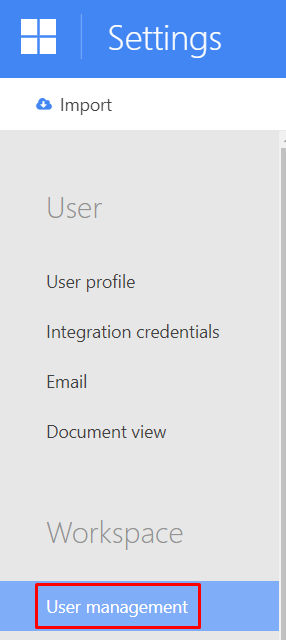 Settings
Import
User
User profile
Integration credentials
Email
Document view
Workspace
User management